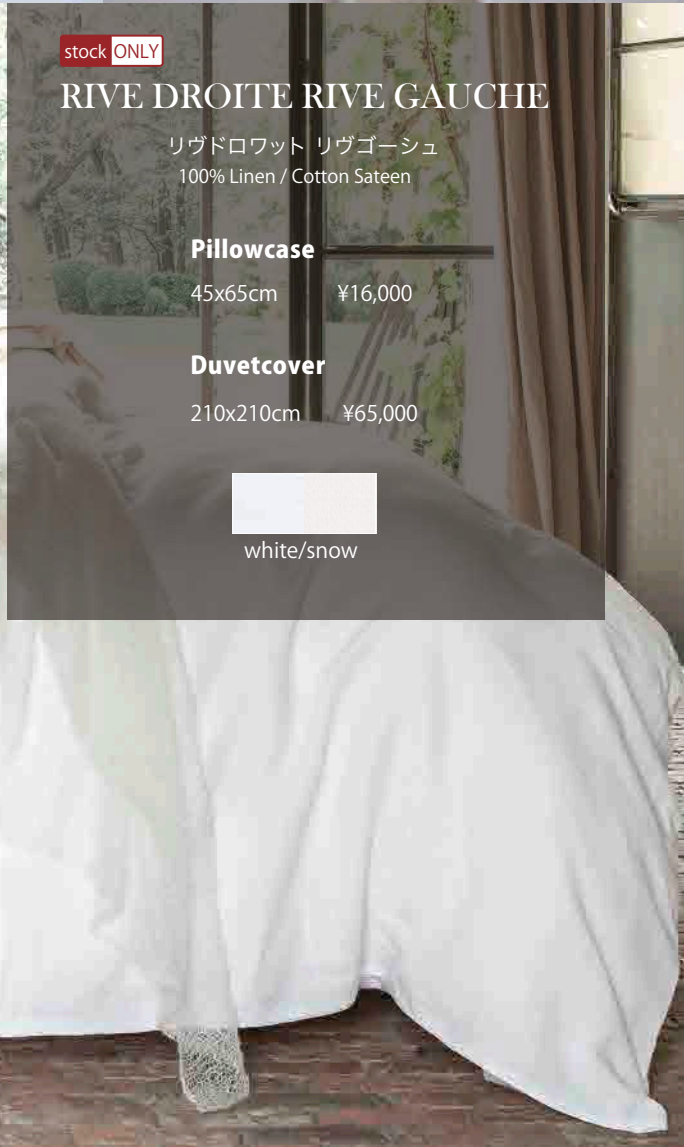 stock ONLY
RIVE DROITE RIVE GAUCHE
リヴドロワット リヴゴーシュ
100% Linen / Cotton Sateen
Pillowcase
45x65cm ¥16,000
Duvetcover
210x210cm ¥65,000
white/snow